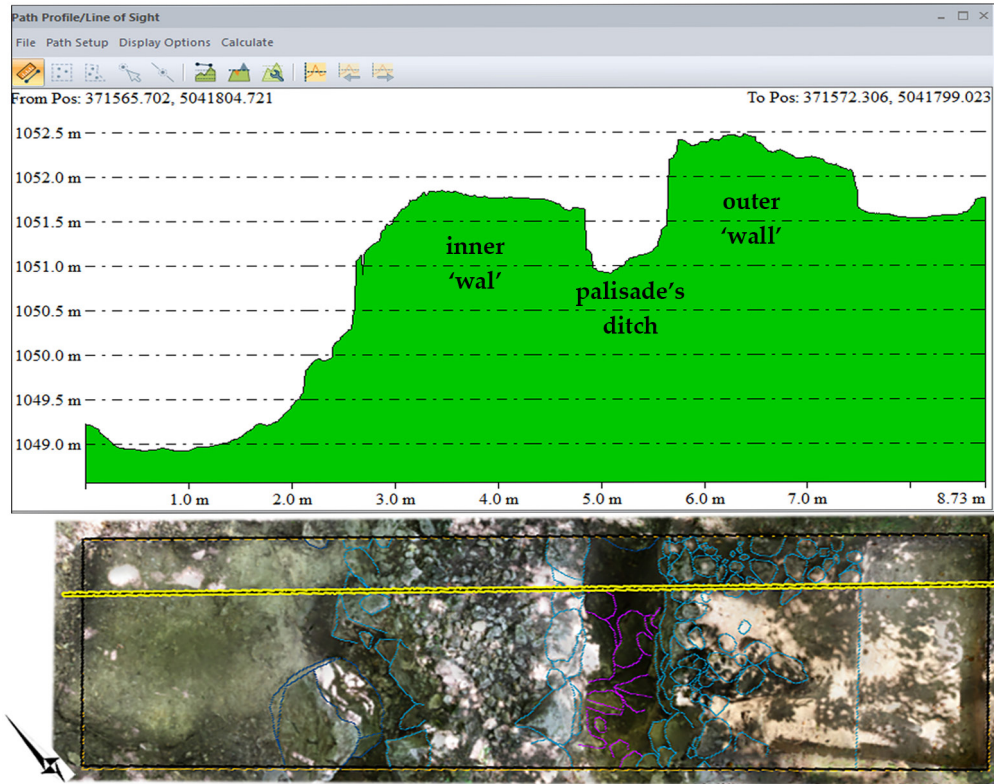 Path Profile/Line of Sight
File Path Setup Display Options Calculate
From Pos: 371565.702, 5041804.721 To Pos: 371572.306, 5041799.023
1052.5 m
1052.0 m
1051.5 m
1051.0 m
1050.5 m
1050.0 m
1049.5 m
1049.0 m
inner
‘wal’
palisade’s
ditch
outer
‘wall’
1.0 m 2.0 m 3.0 m 4.0 m 5.0 m 6.0 m 7.0 m 8.73 m